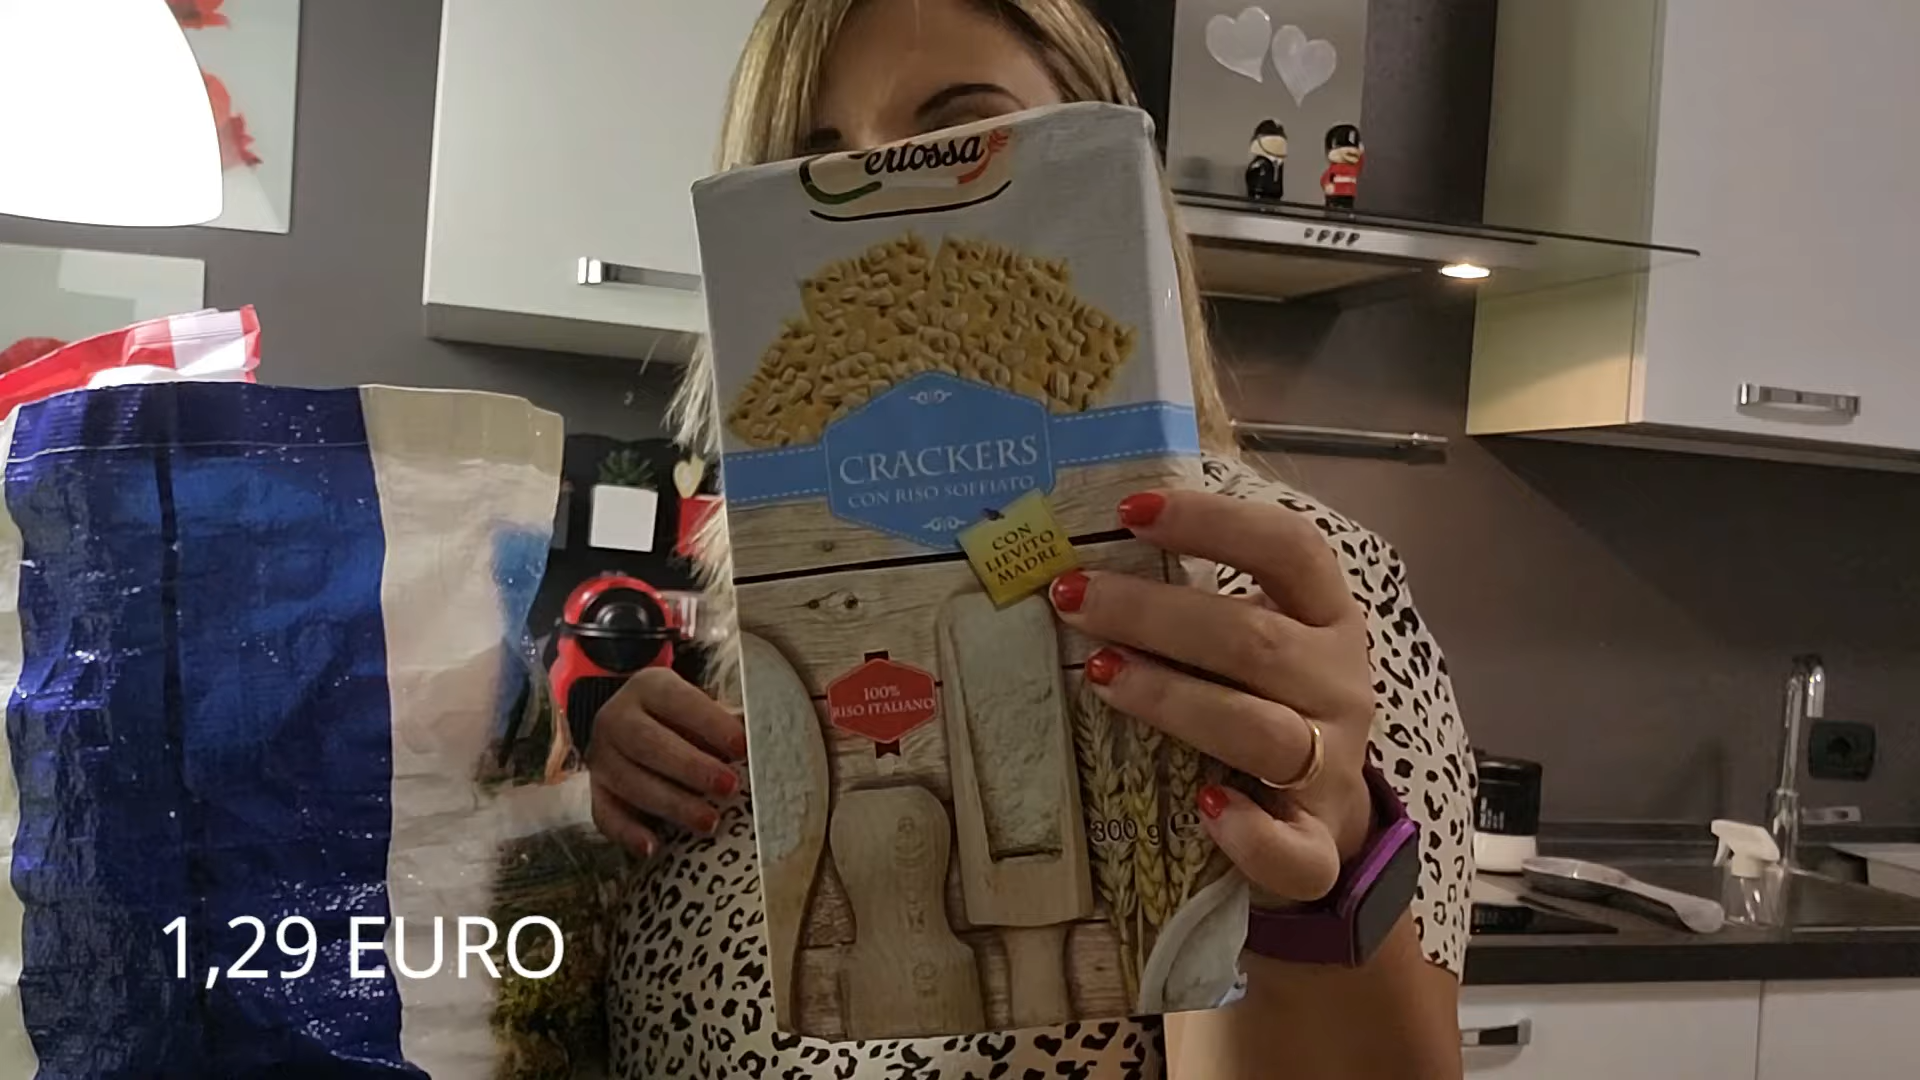 ertossa
CRACKERS
CON RISO SOFFIATO
CON
LIEVITO
MADRE
100%
RISO ITALIANO
300 g e
1,29 EURO